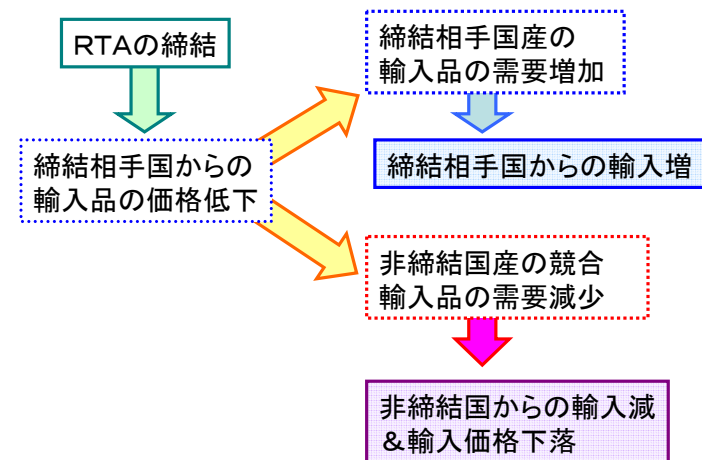 RTAの締結
締結相手国からの
輸入品の価格低下
締結相手国産の
輸入品の需要増加
締結相手国からの輸入増
非締結国産の競合
輸入品の需要減少
非締結国からの輸入減
&輸入価格下落